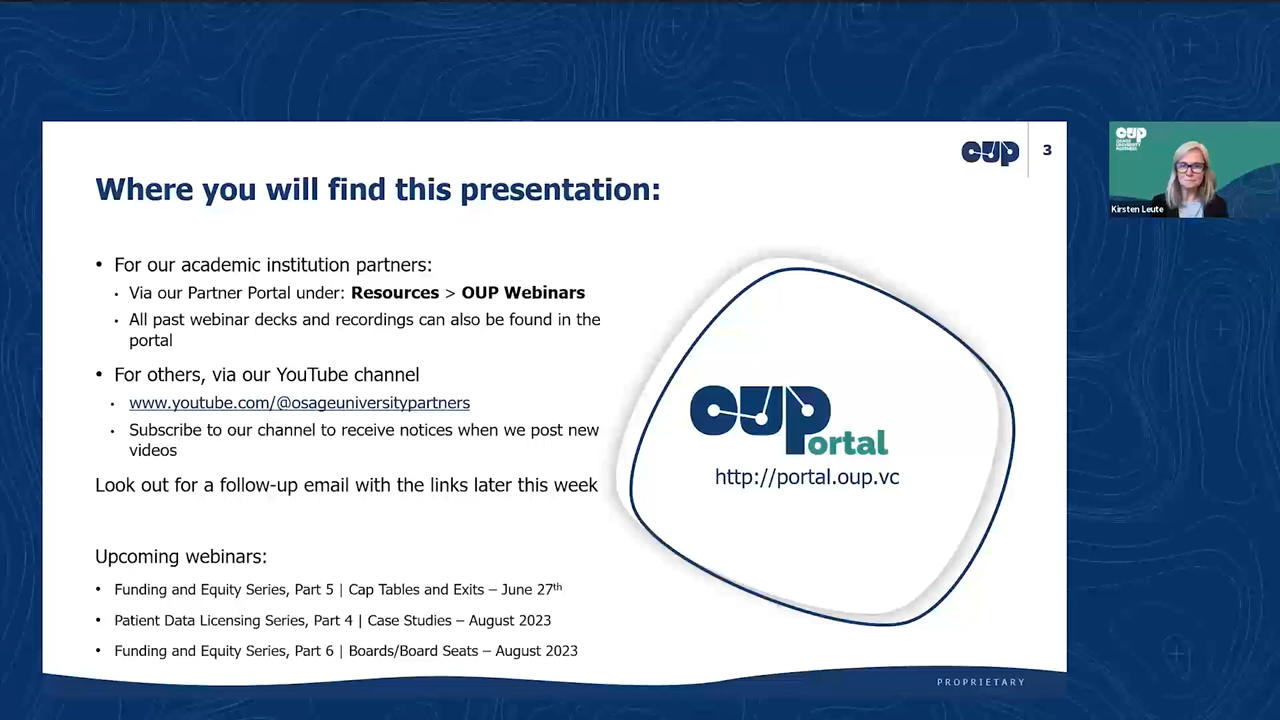 OUP
3
Where you will find this presentation:
• For our academic institution partners:
• Via our Partner Portal under: Resources > OUP Webinars
• All past webinar decks and recordings can also be found in the
portal
• For others, via our YouTube channel
• www.youtube.com/@osageuniversitypartners
• Subscribe to our channel to receive notices when we post new
videos
Look out for a follow-up email with the links later this week
Upcoming webinars:
• Funding and Equity Series, Part 5 | Cap Tables and Exits – June 27th
• Patient Data Licensing Series, Part 4 | Case Studies – August 2023
• Funding and Equity Series, Part 6 | Boards/Board Seats – August 2023
OUPortal
http://portal.oup.vc
PROPRIETARY
OUP
OSAGE
UNIVERSITY
PARTNERS
Kirsten Leute